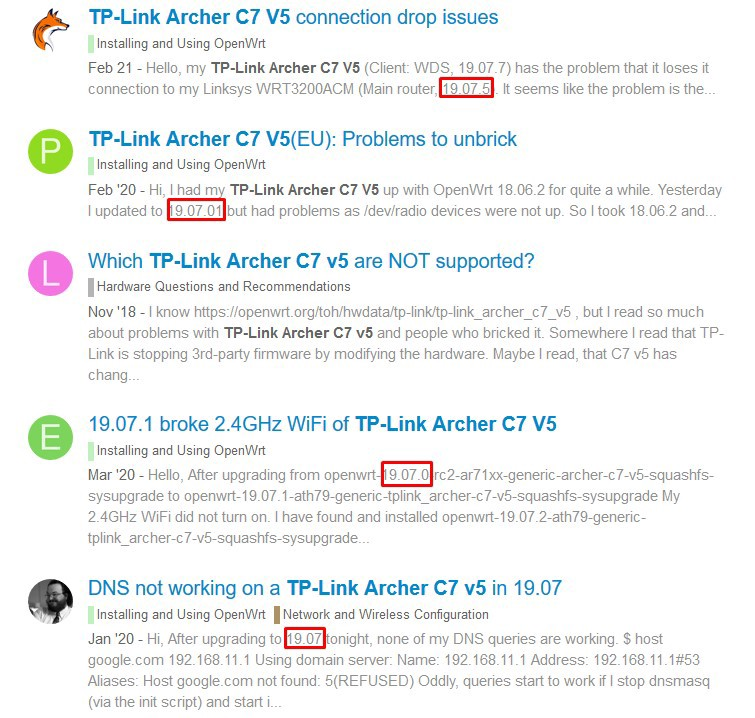 TP-Link Archer C7 V5 connection drop issues
Installing and Using OpenWrt
Feb 21 - Hello, my TP-Link Archer C7 V5 (Client: WDS, 19.07.7) has the problem that it loses it
connection to my Linksys WRT3200ACM (Main router, 19.07.5). It seems like the problem is the...
P
TP-Link Archer C7 V5(EU): Problems to unbrick
Installing and Using OpenWrt
Feb '20 - Hi, I had my TP-Link Archer C7 V5 up with OpenWrt 18.06.2 for quite a while. Yesterday
I updated to 19.07.01 but had problems as /dev/radio devices were not up. So I took 18.06.2 and...
L
Which TP-Link Archer C7 v5 are NOT supported?
Hardware Questions and Recommendations
Nov '18 - I know https://openwrt.org/toh/hwdata/tp-link/tp-link_archer_c7_v5 , but I read so much
about problems with TP-Link Archer C7 v5 and people who bricked it. Somewhere I read that TP-
Link is stopping 3rd-party firmware by modifying the hardware. Maybe I read, that C7 v5 has
chang...
E
19.07.1 broke 2.4GHz WiFi of TP-Link Archer C7 V5
Installing and Using OpenWrt
Mar '20 - Hello, After upgrading from openwrt-19.07.0-rc2-ar71xx-generic-archer-c7-v5-squashfs-
sysupgrade to openwrt-19.07.1-ath79-generic-tplink_archer-c7-v5-squashfs-sysupgrade My
2.4GHz WiFi did not turn on. I have found and installed openwrt-19.07.2-ath79-generic-
tplink_archer-c7-v5-squashfs-sysupgrade...
DNS not working on a TP-Link Archer C7 v5 in 19.07
Installing and Using OpenWrt Network and Wireless Configuration
Jan '20 - Hi, After upgrading to 19.07 tonight, none of my DNS queries are working. $ host
google.com 192.168.11.1 Using domain server: Name: 192.168.11.1 Address: 192.168.11.1#53
Aliases: Host google.com not found: 5(REFUSED) Oddly, queries start to work if I stop dnsmasq
(via the init script) and start i...